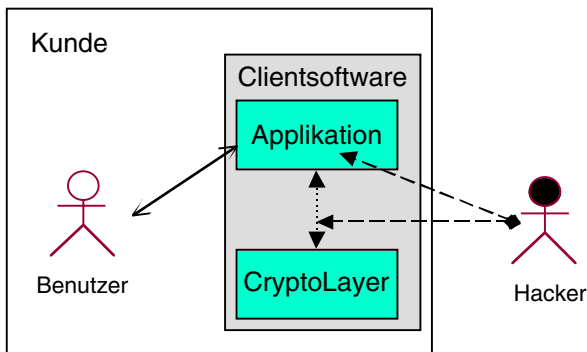 Kunde
Clientsoftware
Applikation
Benutzer
CryptoLayer
Hacker